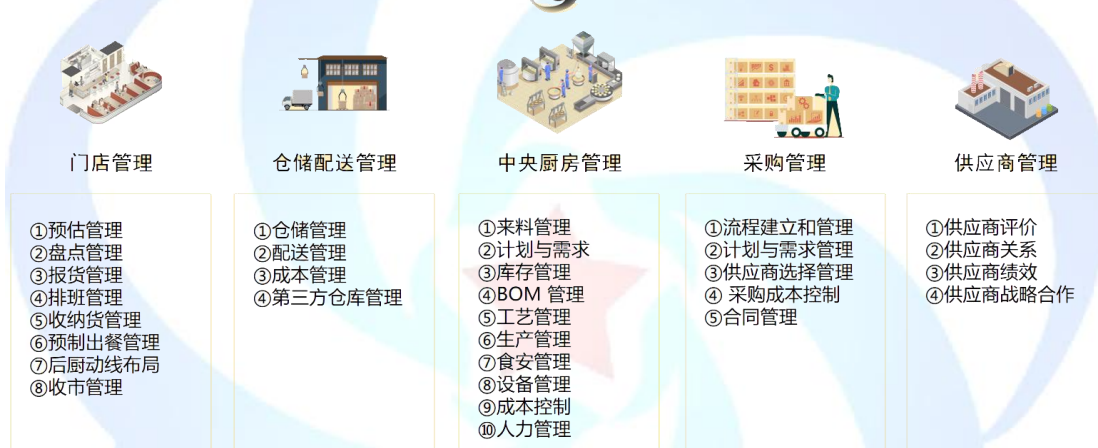 门店管理
仓储配送管理
中央厨房管理
采购管理
供应商管理
①预估管理
②盘点管理
③报货管理
④排班管理
⑤收纳货管理
⑥预制出餐管理
⑦后厨动线布局
⑧收市管理
①仓储管理
②配送管理
③成本管理
④第三方仓库管理
①来料管理
②计划与需求
③库存管理
④BOM 管理
⑤工艺管理
⑥生产管理
⑦食安管理
⑧设备管理
⑨成本控制
⑩人力管理
①流程建立和管理
②计划与需求管理
③供应商选择管理
④ 采购成本控制
⑤合同管理
①供应商评价
②供应商关系
③供应商绩效
④供应商战略合作